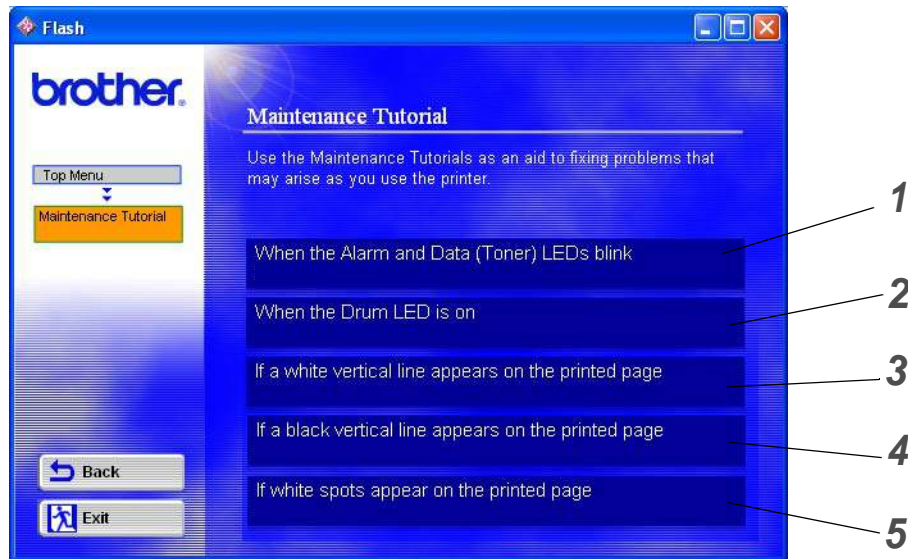 Flash
brother.
Top Menu
Maintenance Tutorial
Back
Exit
Maintenance Tutorial
Use the Maintenance Tutorials as an aid to fixing problems that
may arise as you use the printer.
When the Alarm and Data (Toner) LEDs blink
When the Drum LED is on
If a white vertical line appears on the printed page
If a black vertical line appears on the printed page
If white spots appear on the printed page
1
2
3
4
5